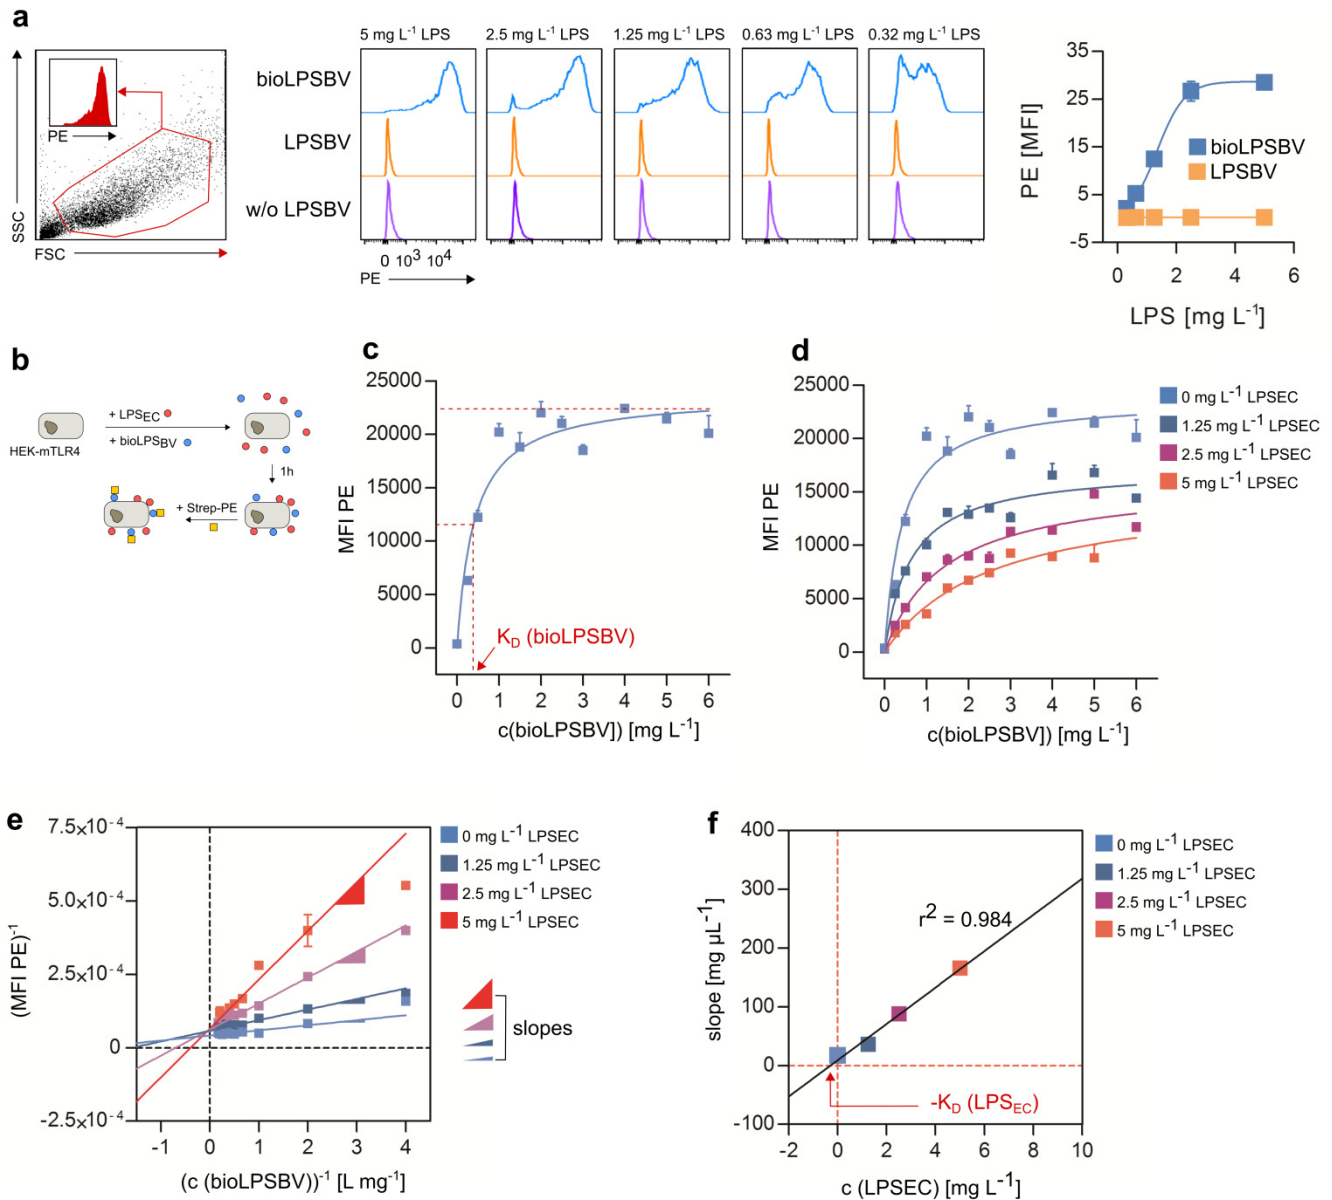 a
5 mg L⁻¹ LPS
2.5 mg L⁻¹ LPS
1.25 mg L⁻¹ LPS
0.63 mg L⁻¹ LPS
0.32 mg L⁻¹ LPS
SSC
FSC
PE
bioLPSBV
LPSBV
w/o LPSBV
0 10³ 10⁴
PE
PE [MFI]
35
25
15
5
-5
bioLPSBV
LPSBV
0 2 4 6
LPS [mg L⁻¹]
b
HEK-mTLR4
+ LPSEC
+ bioLPSBV
1h
+ Strep-PE
c
MFI PE
25000
20000
15000
10000
5000
0
KD (bioLPSBV)
0 1 2 3 4 5 6
c(bioLPSBV]) [mg L⁻¹]
d
MFI PE
25000
20000
15000
10000
5000
0
0 1 2 3 4 5 6
c(bioLPSBV]) [mg L⁻¹]
0 mg L⁻¹ LPSEC
1.25 mg L⁻¹ LPSEC
2.5 mg L⁻¹ LPSEC
5 mg L⁻¹ LPSEC
e
(MFI PE)⁻¹
7.5x10⁻⁴
5.0x10⁻⁴
2.5x10⁻⁴
0
-2.5x10⁻⁴
-1 0 1 2 3 4
(c (bioLPSBV))⁻¹ [L mg⁻¹]
0 mg L⁻¹ LPSEC
1.25 mg L⁻¹ LPSEC
2.5 mg L⁻¹ LPSEC
5 mg L⁻¹ LPSEC
slopes
f
slope [mg µL⁻¹]
400
300
200
100
0
-100
r² = 0.984
-KD (LPSEC)
-2 0 2 4 6 8 10
c (LPSEC) [mg L⁻¹]
0 mg L⁻¹ LPSEC
1.25 mg L⁻¹ LPSEC
2.5 mg L⁻¹ LPSEC
5 mg L⁻¹ LPSEC